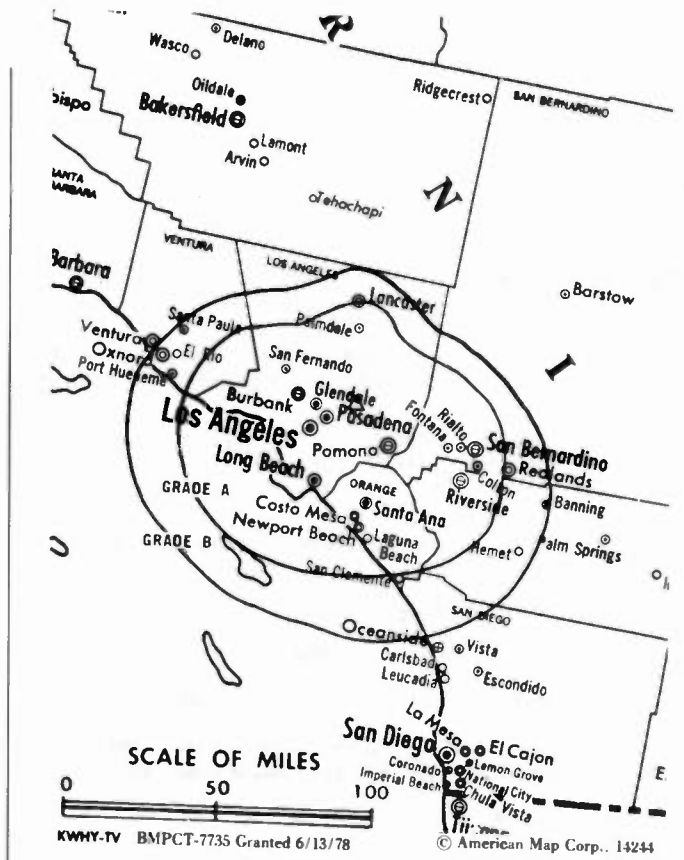 R
Delano
Wasco
Oildale
Ridgecrest
SAN BERNARDINO
bispo
Bakersfield
Lamont
Arvin
N
SANTA
BARBARA
Tehachapi
VENTURA
LOS ANGELES
Barbara
Barstow
Lancaster
Santa Paula
Palmdale
Ventura
El Rio
Oxnard
San Fernando
Port Hueneme
I
Glendale
Burbank
Pasadena
Los Angeles
Rialto
Fontana
San Bernardino
Pomona
Long Beach
Colton
Redlands
ORANGE
GRADE A
Riverside
Santa Ana
Banning
Costa Mesa
Newport Beach
Laguna
Beach
GRADE B
Hemet
alm Springs
San Clemente
SAN DIEGO
Oceanside
Vista
Carlsbad
Leucadia
Escondido
La Mesa
San Diego
El Cajon
Lemon Grove
SCALE OF MILES
Coronado
National City
Imperial Beach
Chula Vista
E
0 50 100
KWHY-TV BMPCT-7735 Granted 6/13/78
© American Map Corp., 14244